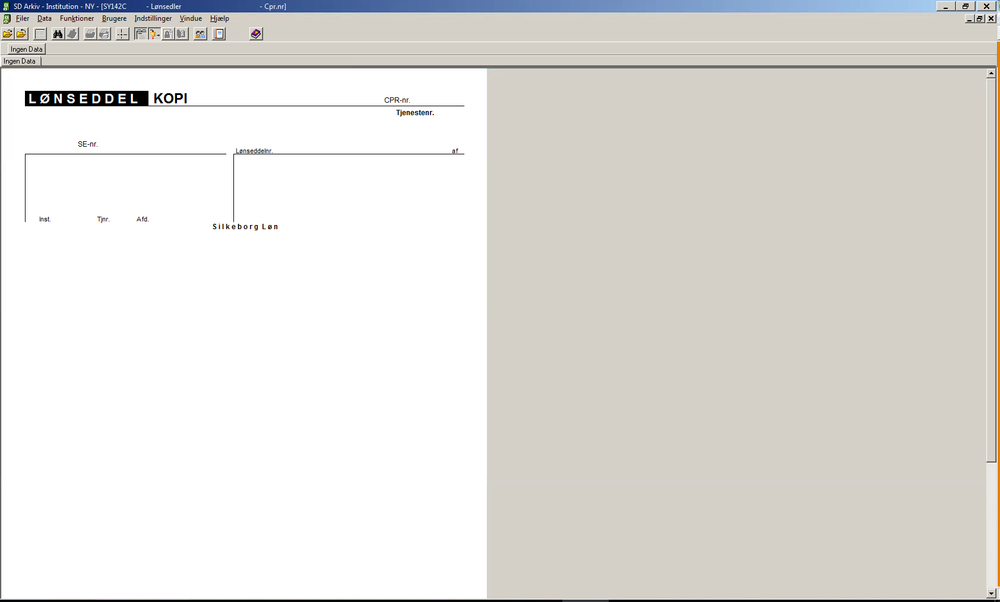 SD Arkiv - Institution - NY - [SY142C - Lønsedler - Cpr.nr]
Filer Data Funktioner Brugere Indstillinger Vindue Hjælp
Ingen Data
Ingen Data
LØNSEDDEL KOPI
CPR-nr.
Tjenestenr.
SE-nr.
Lønseddelnr. af
Inst. Tjnr. Afd.
Silkeborg Løn